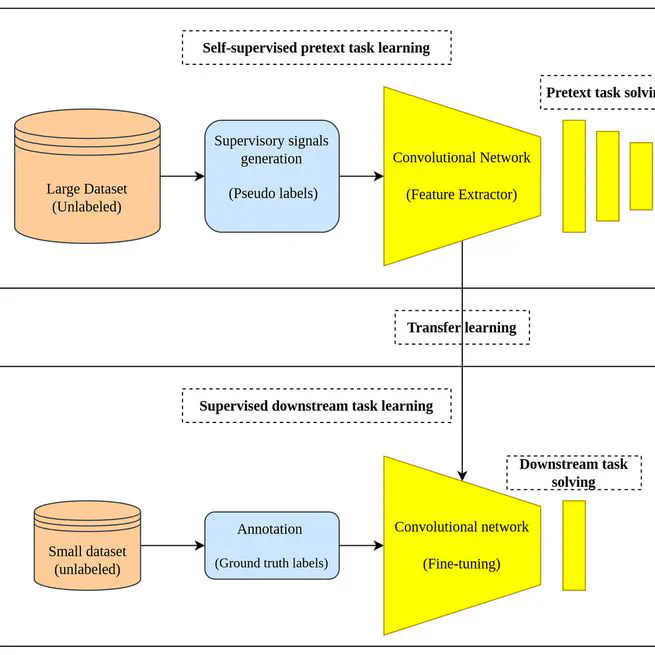 Self-supervised pretext task learning
Pretext task solvin
Large Dataset
(Unlabeled)
Supervisory signals
generation
(Pseudo labels)
Convolutional Network
(Feature Extractor)
Transfer learning
Supervised downstream task learning
Downstream task
solving
Small dataset
(unlabeled)
Annotation
(Ground truth labels)
Convolutional network
(Fine-tuning)